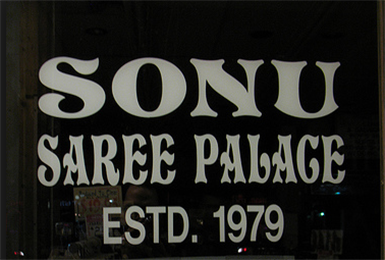 SONU
SAREE PALACE
ESTD. 1979